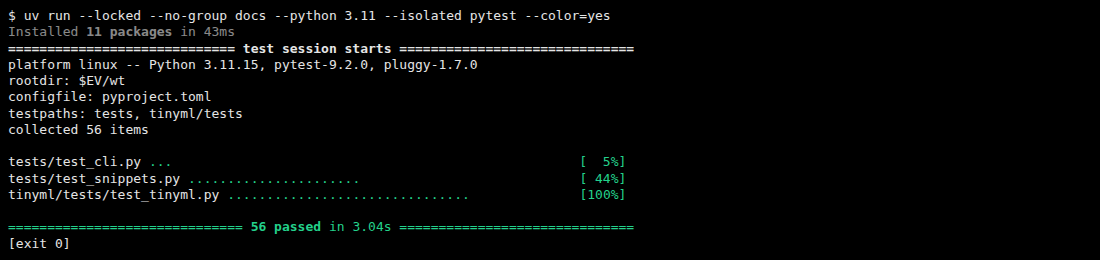 $ uv run --locked --no-group docs --python 3.11 --isolated pytest --color=yes
Installed 11 packages in 43ms
============================= test session starts ==============================
platform linux -- Python 3.11.15, pytest-9.2.0, pluggy-1.7.0
rootdir: $EV/wt
configfile: pyproject.toml
testpaths: tests, tinyml/tests
collected 56 items

tests/test_cli.py ...                                                    [  5%]
tests/test_snippets.py ......................                            [ 44%]
tinyml/tests/test_tinyml.py ...............................              [100%]

============================== 56 passed in 3.04s ==============================
[exit 0]